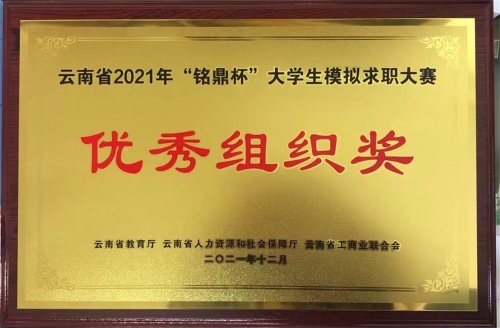 云南省2021年“铭鼎杯”大学生模拟求职大赛
优秀组织奖
云南省教育厅 云南省人力资源和社会保障厅 云南省工商业联合会
二〇二一年十二月